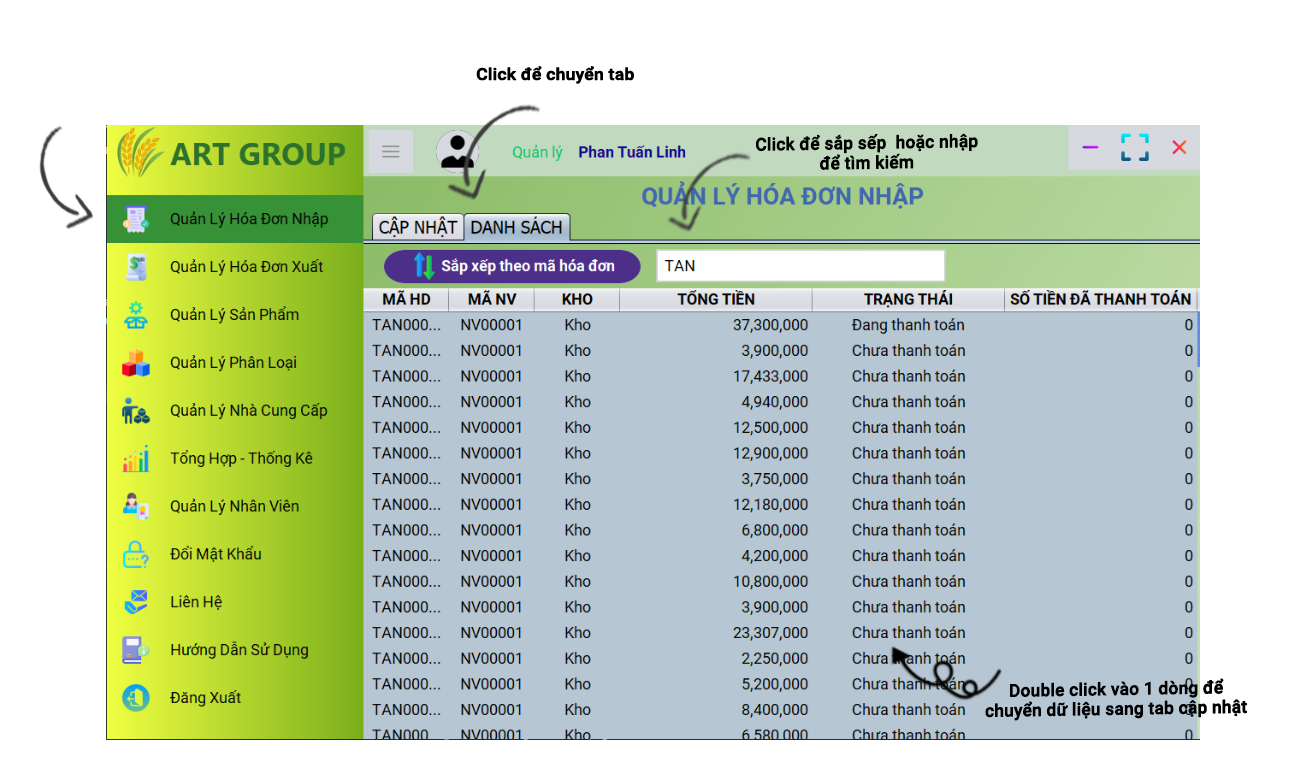 Click để chuyển tab
ART GROUP
Quản lý Phan Tuấn Linh
Click để sắp sếp hoặc nhập
để tìm kiếm
QUẢN LÝ HÓA ĐƠN NHẬP
CẬP NHẬT DANH SÁCH
Sắp xếp theo mã hóa đơn TAN
MÃ HD MÃ NV KHO TỔNG TIỀN TRẠNG THÁI SỐ TIỀN ĐÃ THANH TOÁN
TAN000... NV00001 Kho 37,300,000 Đang thanh toán 0
TAN000... NV00001 Kho 3,900,000 Chưa thanh toán 0
TAN000... NV00001 Kho 17,433,000 Chưa thanh toán 0
TAN000... NV00001 Kho 4,940,000 Chưa thanh toán 0
TAN000... NV00001 Kho 12,500,000 Chưa thanh toán 0
TAN000... NV00001 Kho 12,900,000 Chưa thanh toán 0
TAN000... NV00001 Kho 3,750,000 Chưa thanh toán 0
TAN000... NV00001 Kho 12,180,000 Chưa thanh toán 0
TAN000... NV00001 Kho 6,800,000 Chưa thanh toán 0
TAN000... NV00001 Kho 4,200,000 Chưa thanh toán 0
TAN000... NV00001 Kho 10,800,000 Chưa thanh toán 0
TAN000... NV00001 Kho 3,900,000 Chưa thanh toán 0
TAN000... NV00001 Kho 23,307,000 Chưa thanh toán 0
TAN000... NV00001 Kho 2,250,000 Chưa thanh toán 0
TAN000... NV00001 Kho 5,200,000 Chưa thanh toán 0
TAN000... NV00001 Kho 8,400,000 Chưa thanh toán 0
TAN000... NV00001 Kho 6,580,000 Chưa thanh toán 0
Double click vào 1 dòng để
chuyển dữ liệu sang tab cập nhật
Quản Lý Hóa Đơn Nhập
Quản Lý Hóa Đơn Xuất
Quản Lý Sản Phẩm
Quản Lý Phân Loại
Quản Lý Nhà Cung Cấp
Tổng Hợp - Thống Kê
Quản Lý Nhân Viên
Đổi Mật Khẩu
Liên Hệ
Hướng Dẫn Sử Dụng
Đăng Xuất